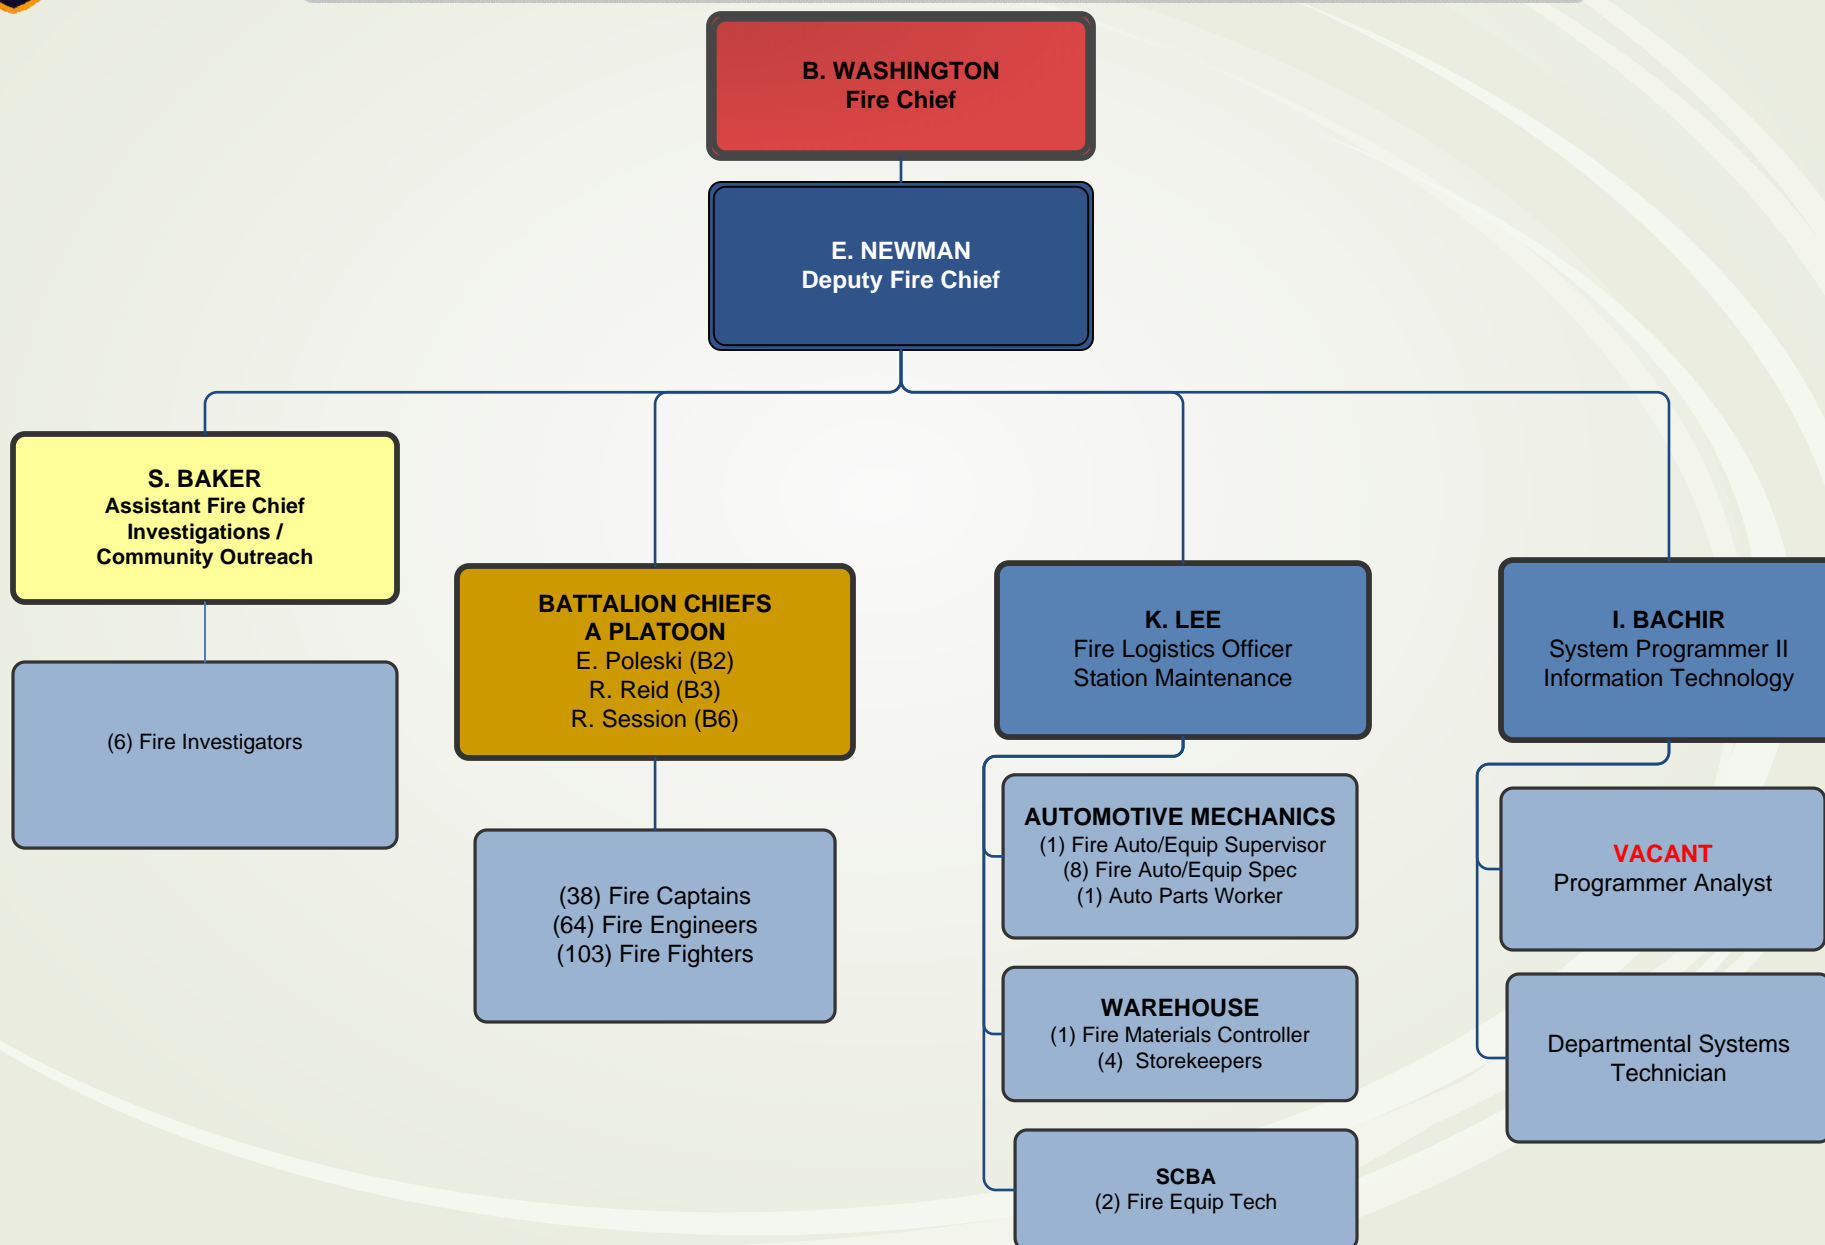 B. WASHINGTON
Fire Chief
E. NEWMAN
Deputy Fire Chief
S. BAKER
Assistant Fire Chief
Investigations /
Community Outreach
(6) Fire Investigators
BATTALION CHIEFS
A PLATOON
E. Poleski (B2)
R. Reid (B3)
R. Session (B6)
(38) Fire Captains
(64) Fire Engineers
(103) Fire Fighters
K. LEE
Fire Logistics Officer
Station Maintenance
AUTOMOTIVE MECHANICS
(1) Fire Auto/Equip Supervisor
(8) Fire Auto/Equip Spec
(1) Auto Parts Worker
WAREHOUSE
(1) Fire Materials Controller
(4)  Storekeepers
SCBA
(2) Fire Equip Tech
I. BACHIR
System Programmer II
Information Technology
VACANT
Programmer Analyst
Departmental Systems
Technician